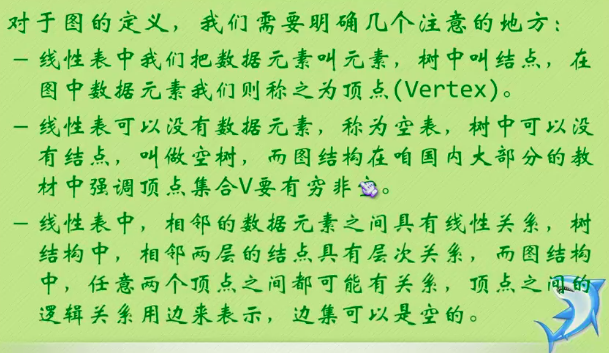 对于图的定义，我们需要明确几个注意的地方：
– 线性表中我们把数据元素叫元素，树中叫结点，在
图中数据元素我们则称之为顶点(Vertex)。
– 线性表可以没有数据元素，称为空表，树中可以没
有结点，叫做空树，而图结构在咱国内大部分的教
材中强调顶点集合V要有穷非。
– 线性表中，相邻的数据元素之间具有线性关系，树
结构中，相邻两层的结点具有层次关系，而图结构
中，任意两个顶点之间都可能有关系，顶点之间的
逻辑关系用边来表示，边集可以是空的。